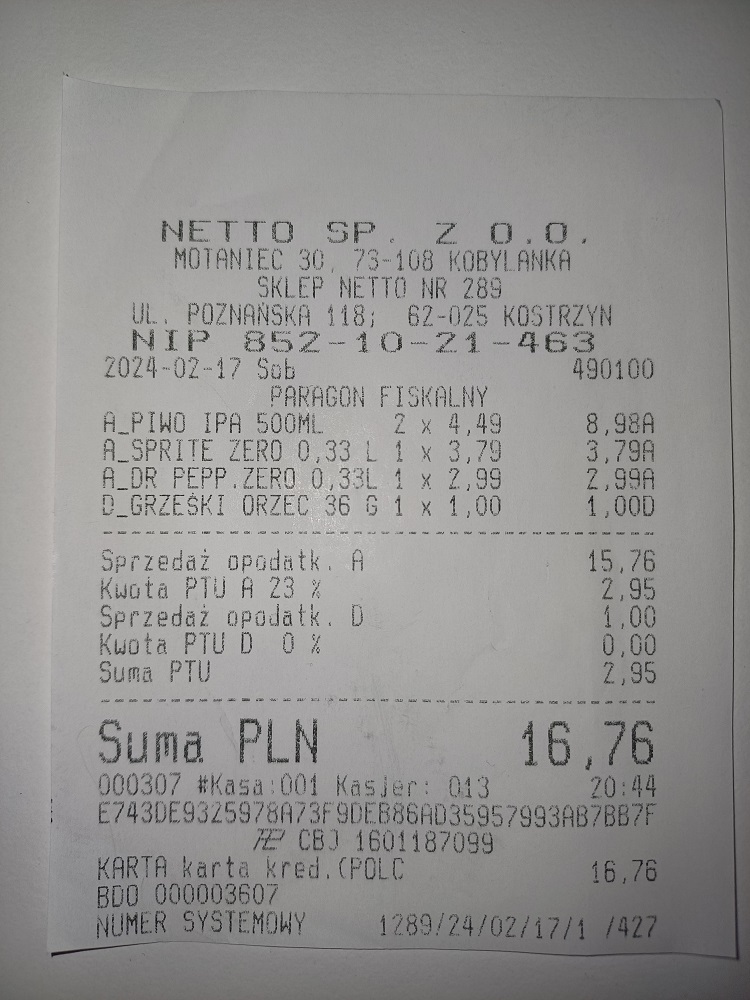 NETTO SP. Z O.O.
MOTANIEC 30, 73-108 KOBYLANKA
SKLEP NETTO NR 289
UL. POZNAŃSKA 118; 62-025 KOSTRZYN
NIP 852-10-21-463
2024-02-17 Sob 490100
PARAGON FISKALNY
A_PIWO IPA 500ML 2 x 4,49 8,98A
A_SPRITE ZERO 0,33 L 1 x 3,79 3,79A
A_DR PEPP.ZERO 0,33L 1 x 2,99 2,99A
D_GRZEŚKI ORZEC 36 G 1 x 1,00 1,00D
Sprzedaż opodatk. A 15,76
Kwota PTU A 23 % 2,95
Sprzedaż opodatk. D 1,00
Kwota PTU D 0 % 0,00
Suma PTU 2,95
Suma PLN 16,76
000307 #Kasa:001 Kasjer: 013 20:44
E743DE9325978A73F9DEB86AD35957993AB7BB7F
CBJ 1601187099
KARTA karta kred.(POLC 16,76
BDO 000003607
NUMER SYSTEMOWY 1289/24/02/17/1 /427